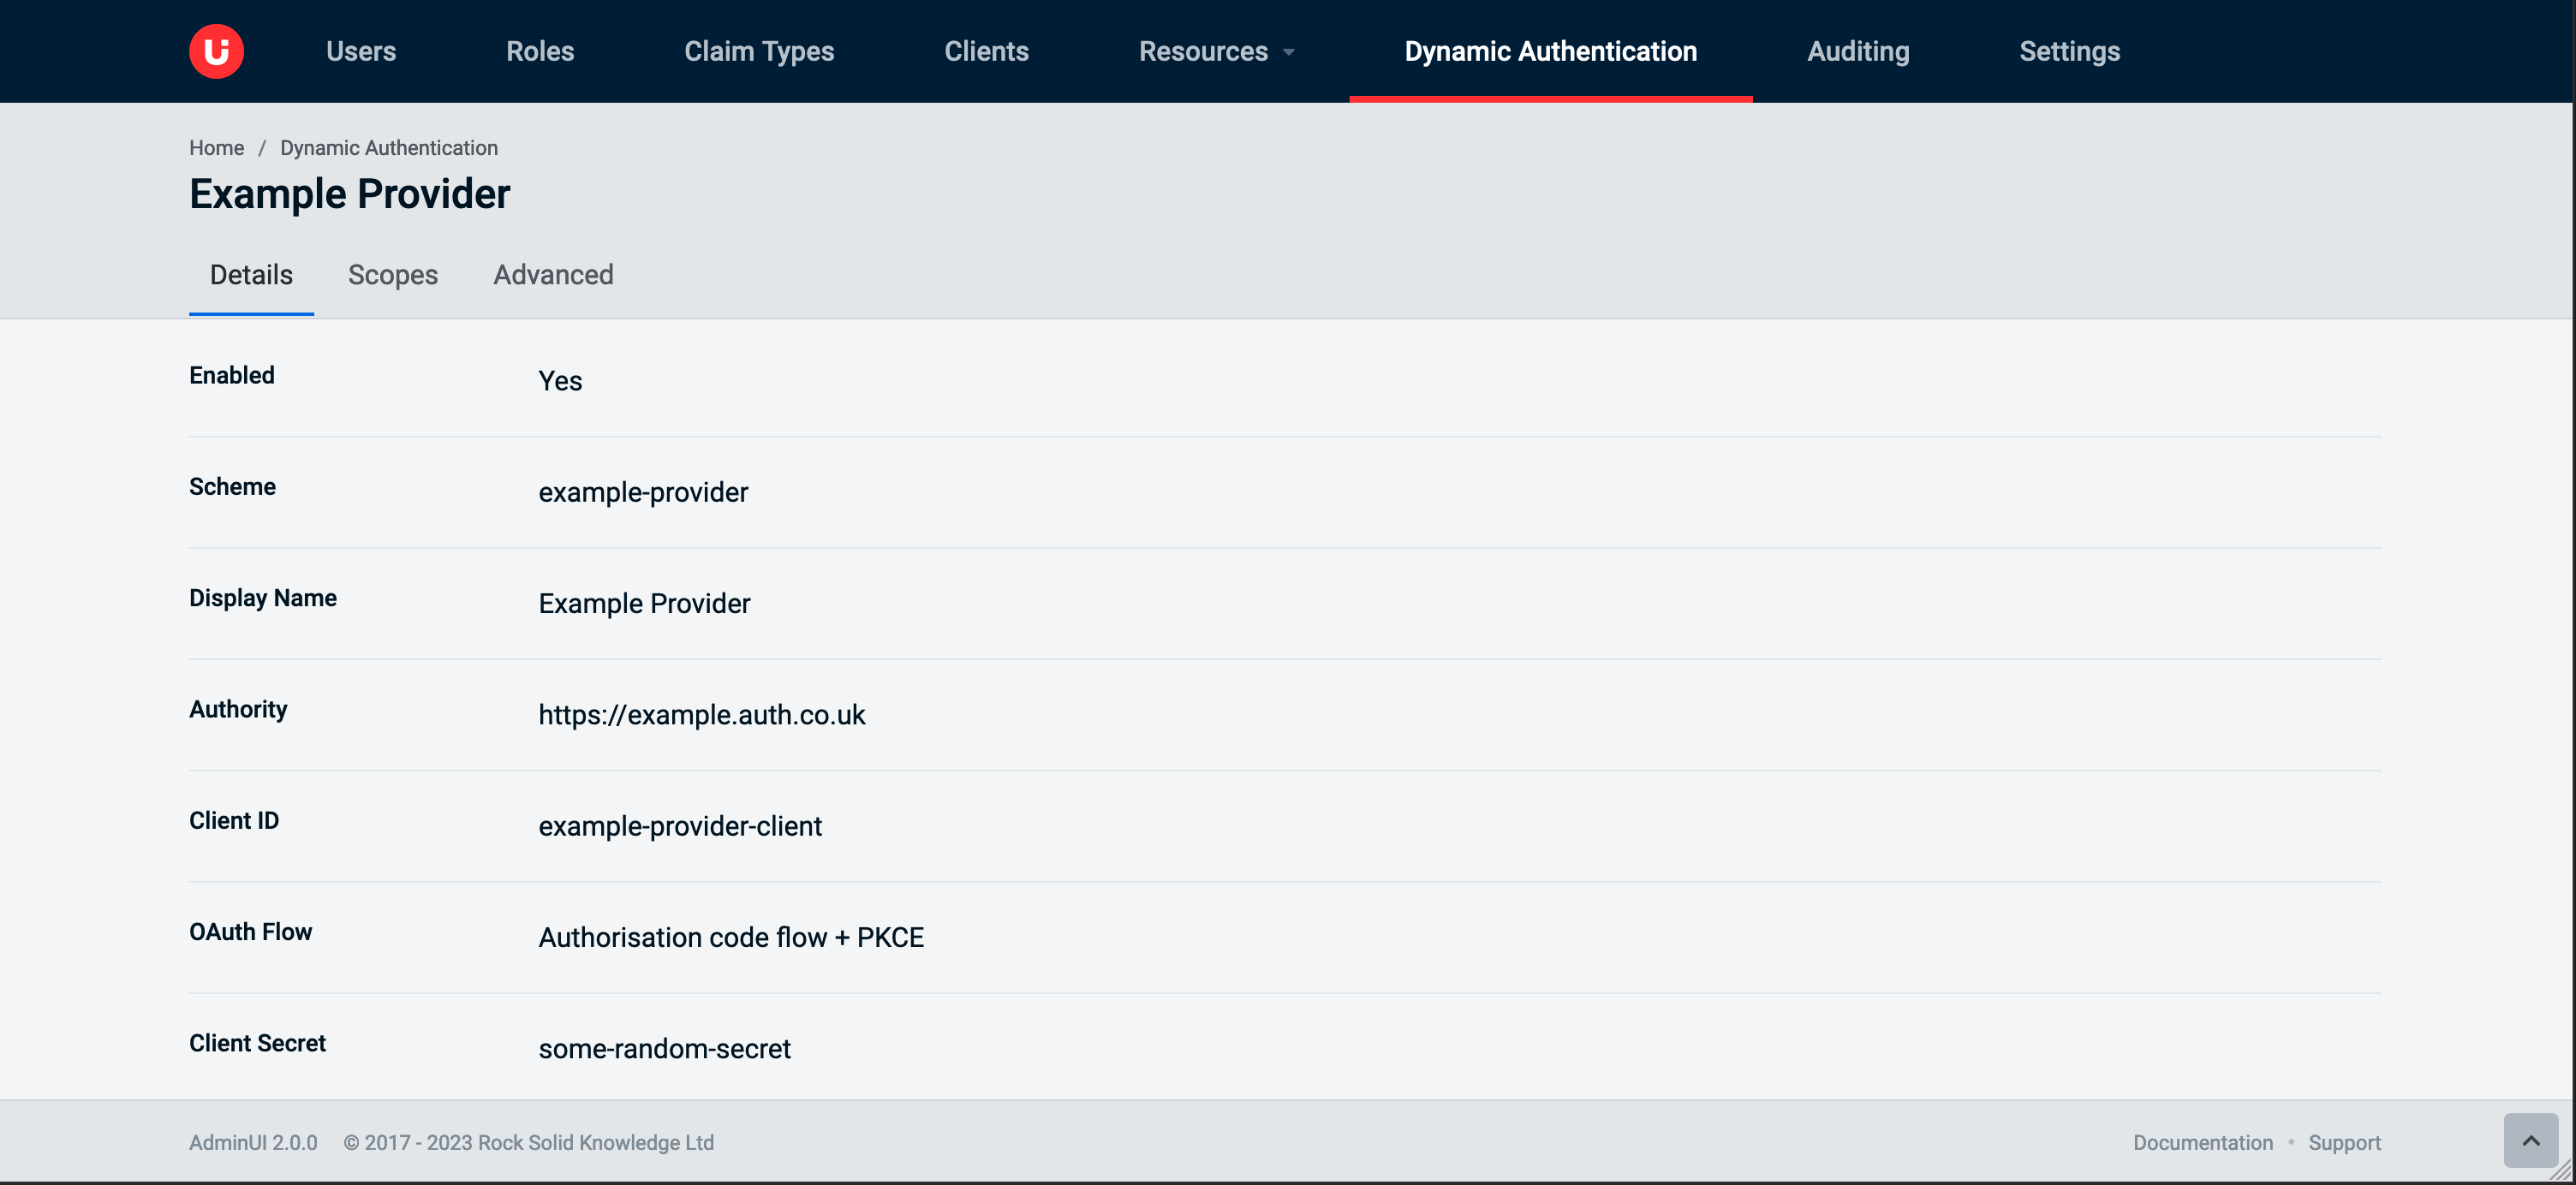 Users Roles Claim Types Clients Resources Dynamic Authentication Auditing Settings
Home / Dynamic Authentication
Example Provider
Details Scopes Advanced
Enabled Yes
Scheme example-provider
Display Name Example Provider
Authority https://example.auth.co.uk
Client ID example-provider-client
OAuth Flow Authorisation code flow + PKCE
Client Secret some-random-secret
AdminUI 2.0.0 © 2017 - 2023 Rock Solid Knowledge Ltd Documentation • Support